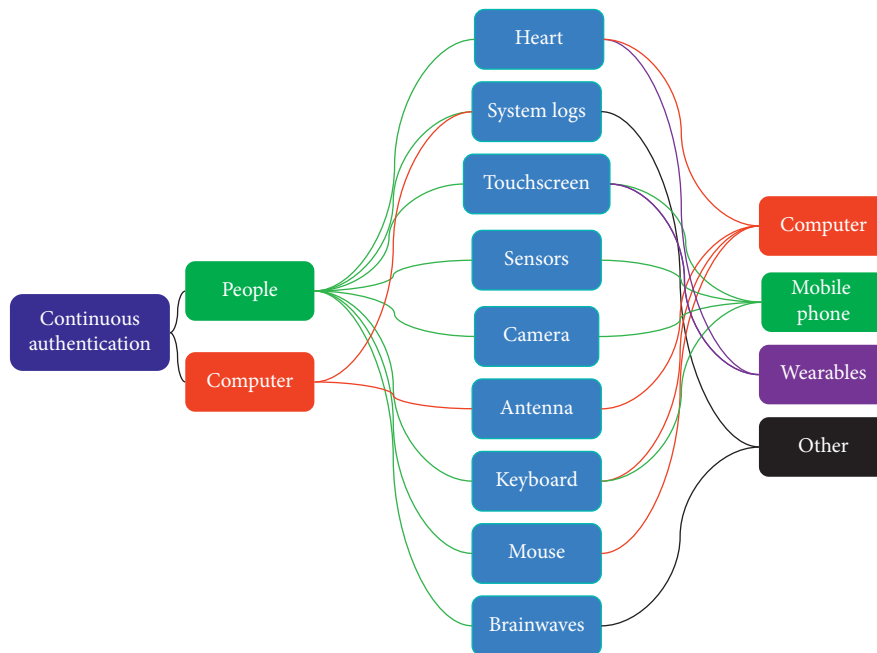 Continuous
authentication
People
Computer
Heart
System logs
Touchscreen
Sensors
Camera
Antenna
Keyboard
Mouse
Brainwaves
Computer
Mobile
phone
Wearables
Other